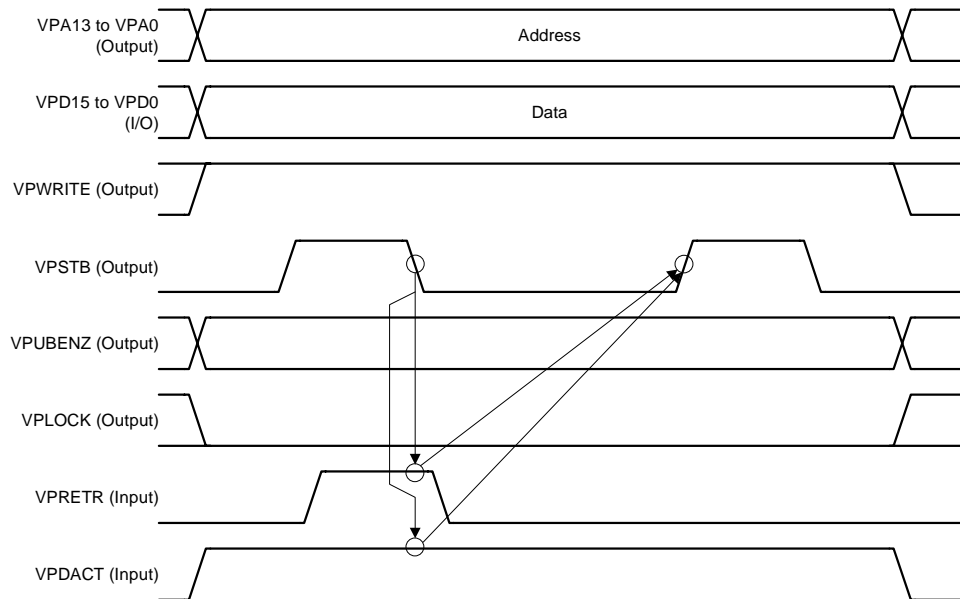 VPA13 to VPA0
(Output)
Address
VPD15 to VPD0
(I/O)
Data
VPWRITE (Output)
VPSTB (Output)
VPUBENZ (Output)
VPLOCK (Output)
VPRETR (Input)
VPDACT (Input)